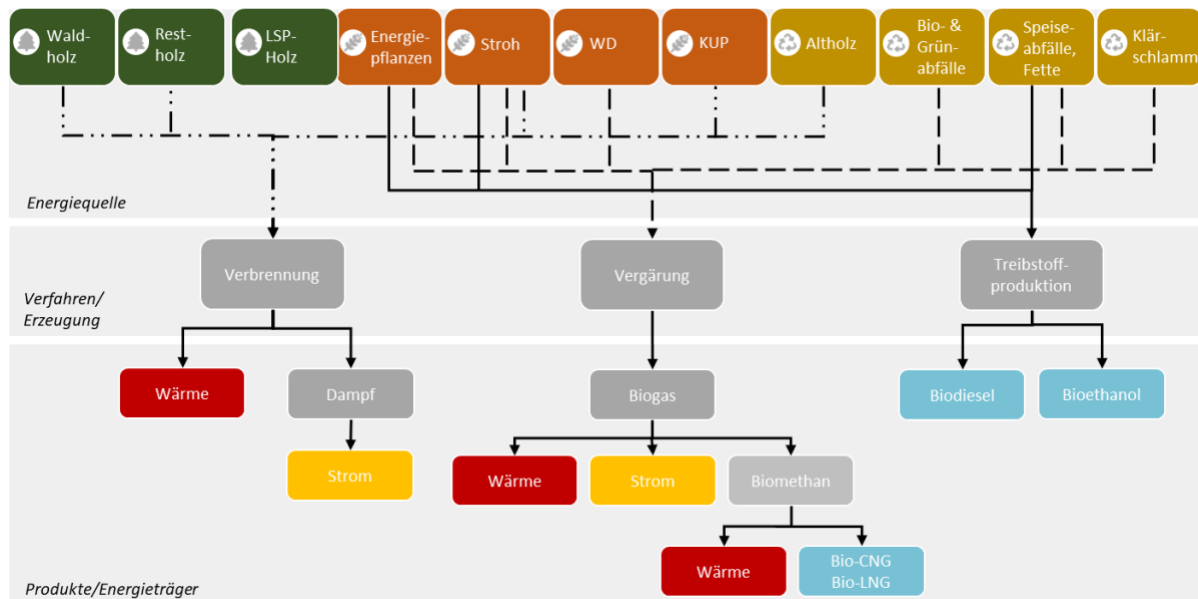 Wald-
holz
Rest-
holz
LSP-
Holz
Energie-
pflanzen
Stroh
WD
KUP
Altholz
Bio- &
Grün-
abfälle
Speise-
abfälle,
Fette
Klär-
schlamm
Energiequelle
Verbrennung
Vergärung
Treibstoff-
produktion
Verfahren/
Erzeugung
Wärme
Dampf
Biogas
Biodiesel
Bioethanol
Strom
Wärme
Strom
Biomethan
Wärme
Bio-CNG
Bio-LNG
Produkte/Energieträger